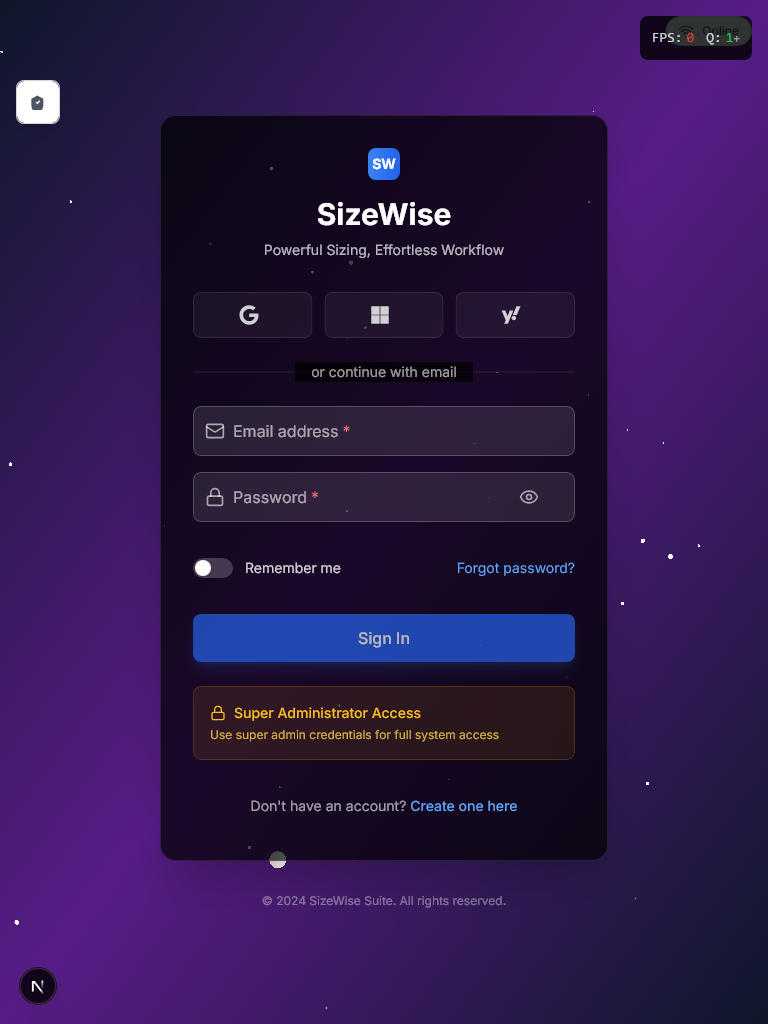 Online
FPS: 0 Q: 1+
SW
SizeWise
Powerful Sizing, Effortless Workflow
G
y!
or continue with email
Email address *
Password *
Remember me
Forgot password?
Sign In
Super Administrator Access
Use super admin credentials for full system access
Don't have an account? Create one here
© 2024 SizeWise Suite. All rights reserved.
N